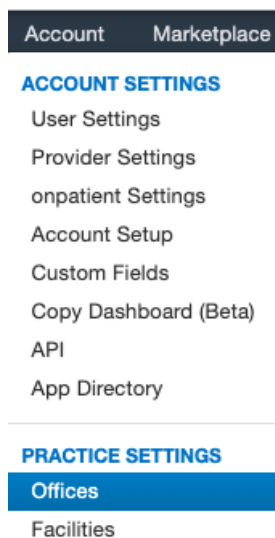 Account Marketplace
ACCOUNT SETTINGS
User Settings
Provider Settings
onpatient Settings
Account Setup
Custom Fields
Copy Dashboard (Beta)
API
App Directory
PRACTICE SETTINGS
Offices
Facilities